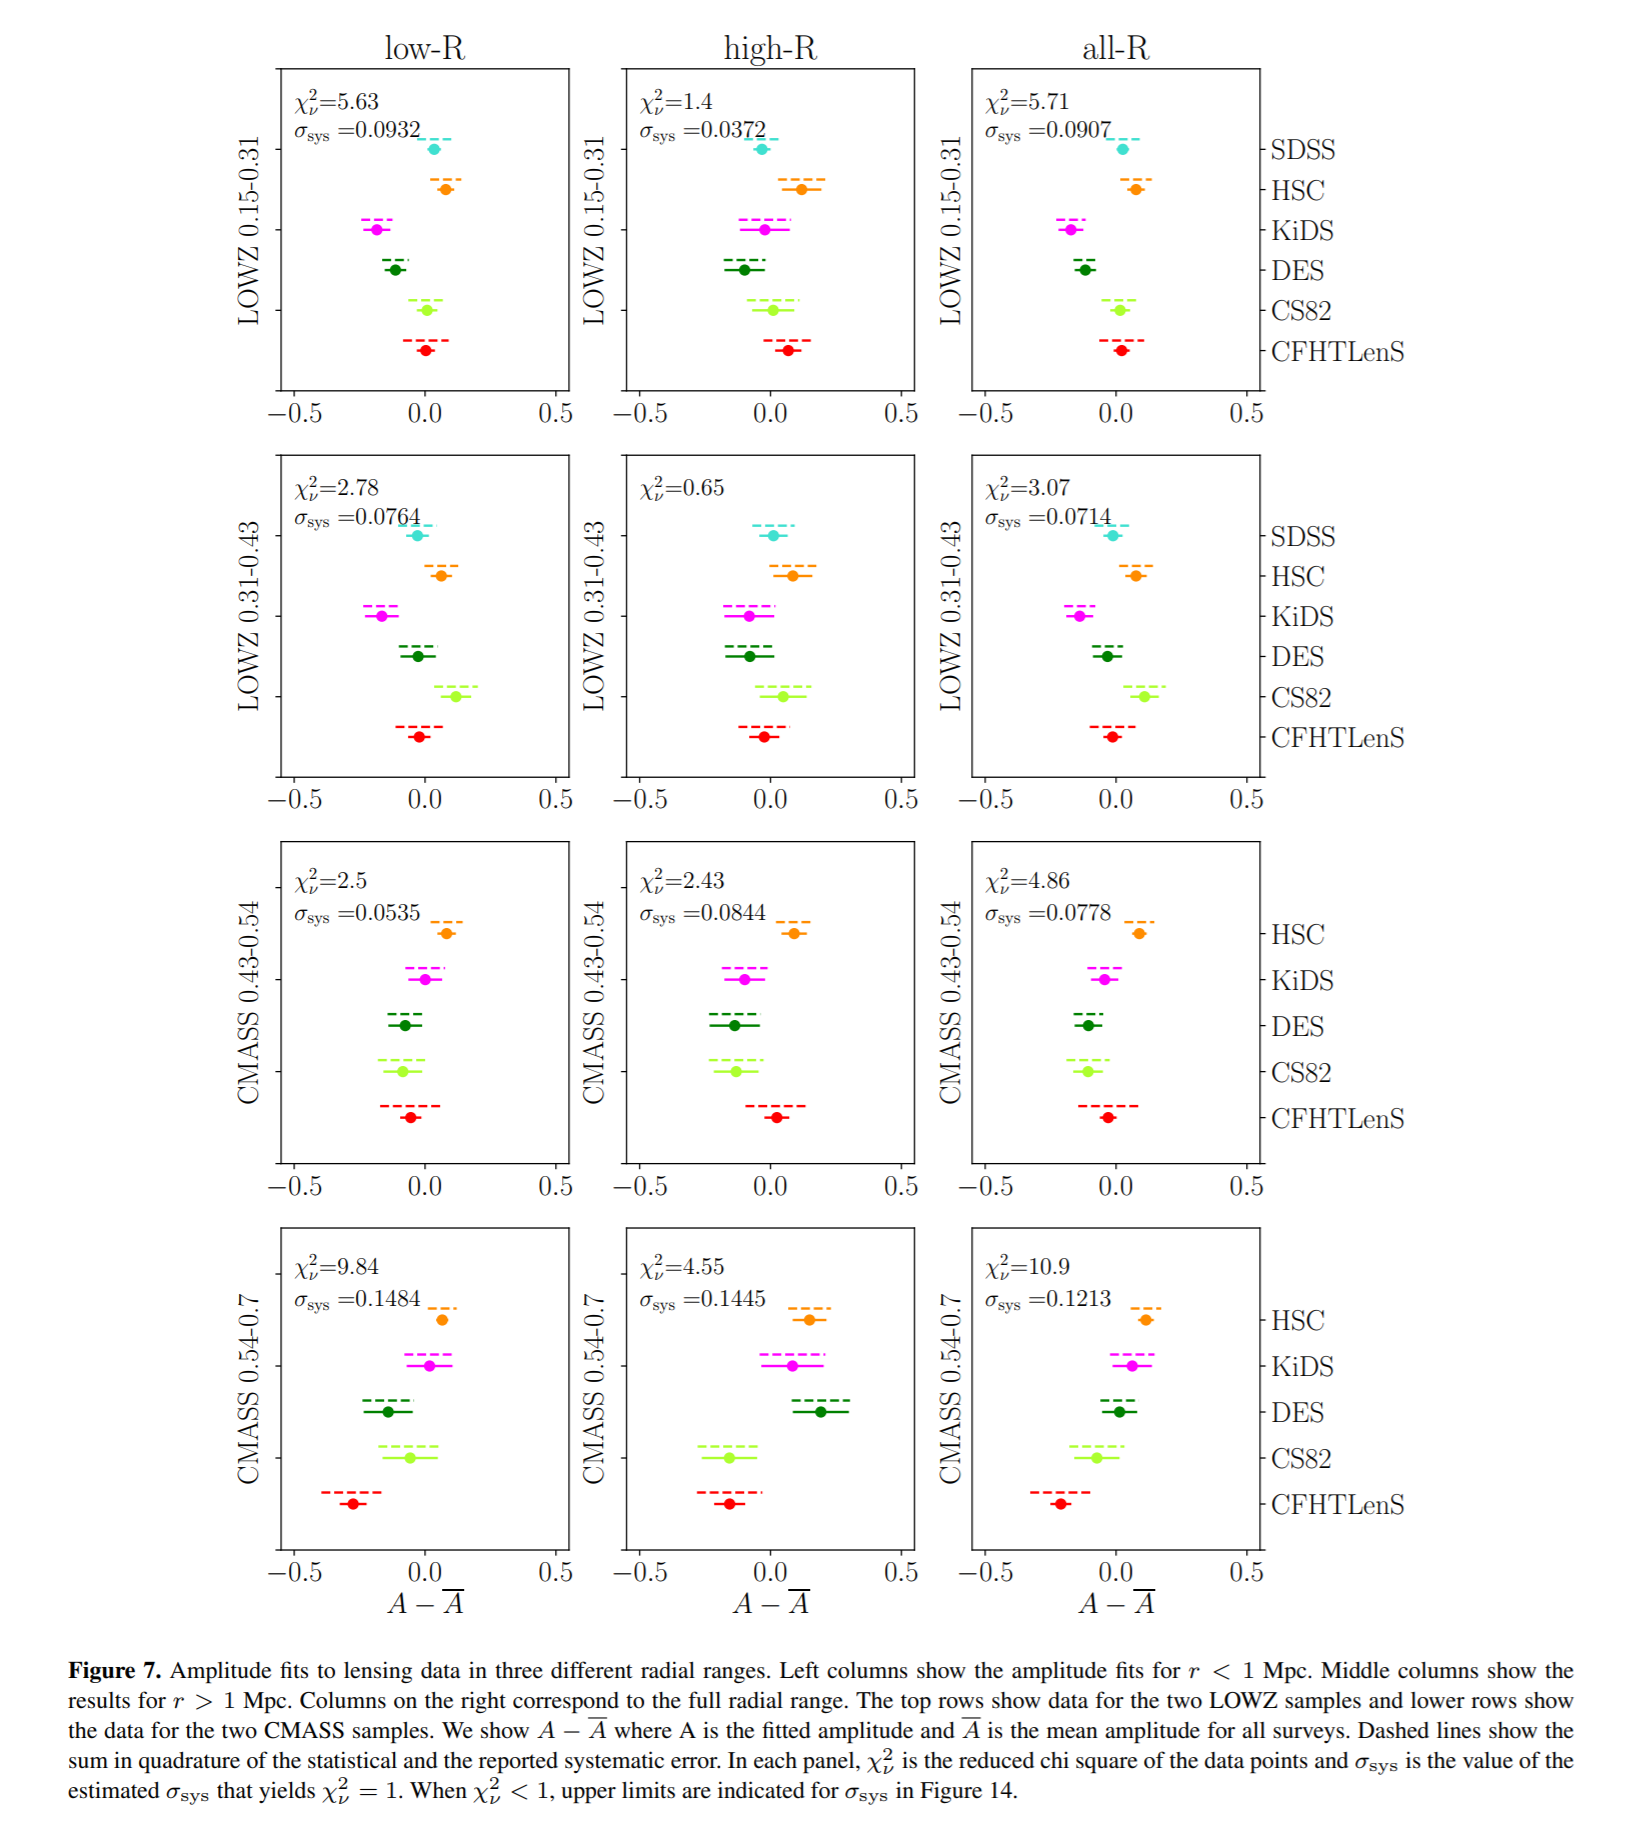 low-R high-R all-R
LOWZ 0.15-0.31
χ²ᵥ=5.63
σsys =0.0932
−0.5 0.0 0.5
LOWZ 0.15-0.31
χ²ᵥ=1.4
σsys =0.0372
−0.5 0.0 0.5
LOWZ 0.15-0.31
χ²ᵥ=5.71
σsys =0.0907
SDSS
HSC
KiDS
DES
CS82
CFHTLenS
−0.5 0.0 0.5
LOWZ 0.31-0.43
χ²ᵥ=2.78
σsys =0.0764
−0.5 0.0 0.5
LOWZ 0.31-0.43
χ²ᵥ=0.65
−0.5 0.0 0.5
LOWZ 0.31-0.43
χ²ᵥ=3.07
σsys =0.0714
SDSS
HSC
KiDS
DES
CS82
CFHTLenS
−0.5 0.0 0.5
CMASS 0.43-0.54
χ²ᵥ=2.5
σsys =0.0535
−0.5 0.0 0.5
CMASS 0.43-0.54
χ²ᵥ=2.43
σsys =0.0844
−0.5 0.0 0.5
CMASS 0.43-0.54
χ²ᵥ=4.86
σsys =0.0778
HSC
KiDS
DES
CS82
CFHTLenS
−0.5 0.0 0.5
CMASS 0.54-0.7
χ²ᵥ=9.84
σsys =0.1484
−0.5 0.0 0.5
A − A̅
CMASS 0.54-0.7
χ²ᵥ=4.55
σsys =0.1445
−0.5 0.0 0.5
A − A̅
CMASS 0.54-0.7
χ²ᵥ=10.9
σsys =0.1213
HSC
KiDS
DES
CS82
CFHTLenS
−0.5 0.0 0.5
A − A̅
Figure 7. Amplitude fits to lensing data in three different radial ranges. Left columns show the amplitude fits for r < 1 Mpc. Middle columns show the
results for r > 1 Mpc. Columns on the right correspond to the full radial range. The top rows show data for the two LOWZ samples and lower rows show
the data for the two CMASS samples. We show A − A̅ where A is the fitted amplitude and A̅ is the mean amplitude for all surveys. Dashed lines show the
sum in quadrature of the statistical and the reported systematic error. In each panel, χ²ᵥ is the reduced chi square of the data points and σsys is the value of the
estimated σsys that yields χ²ᵥ = 1. When χ²ᵥ < 1, upper limits are indicated for σsys in Figure 14.